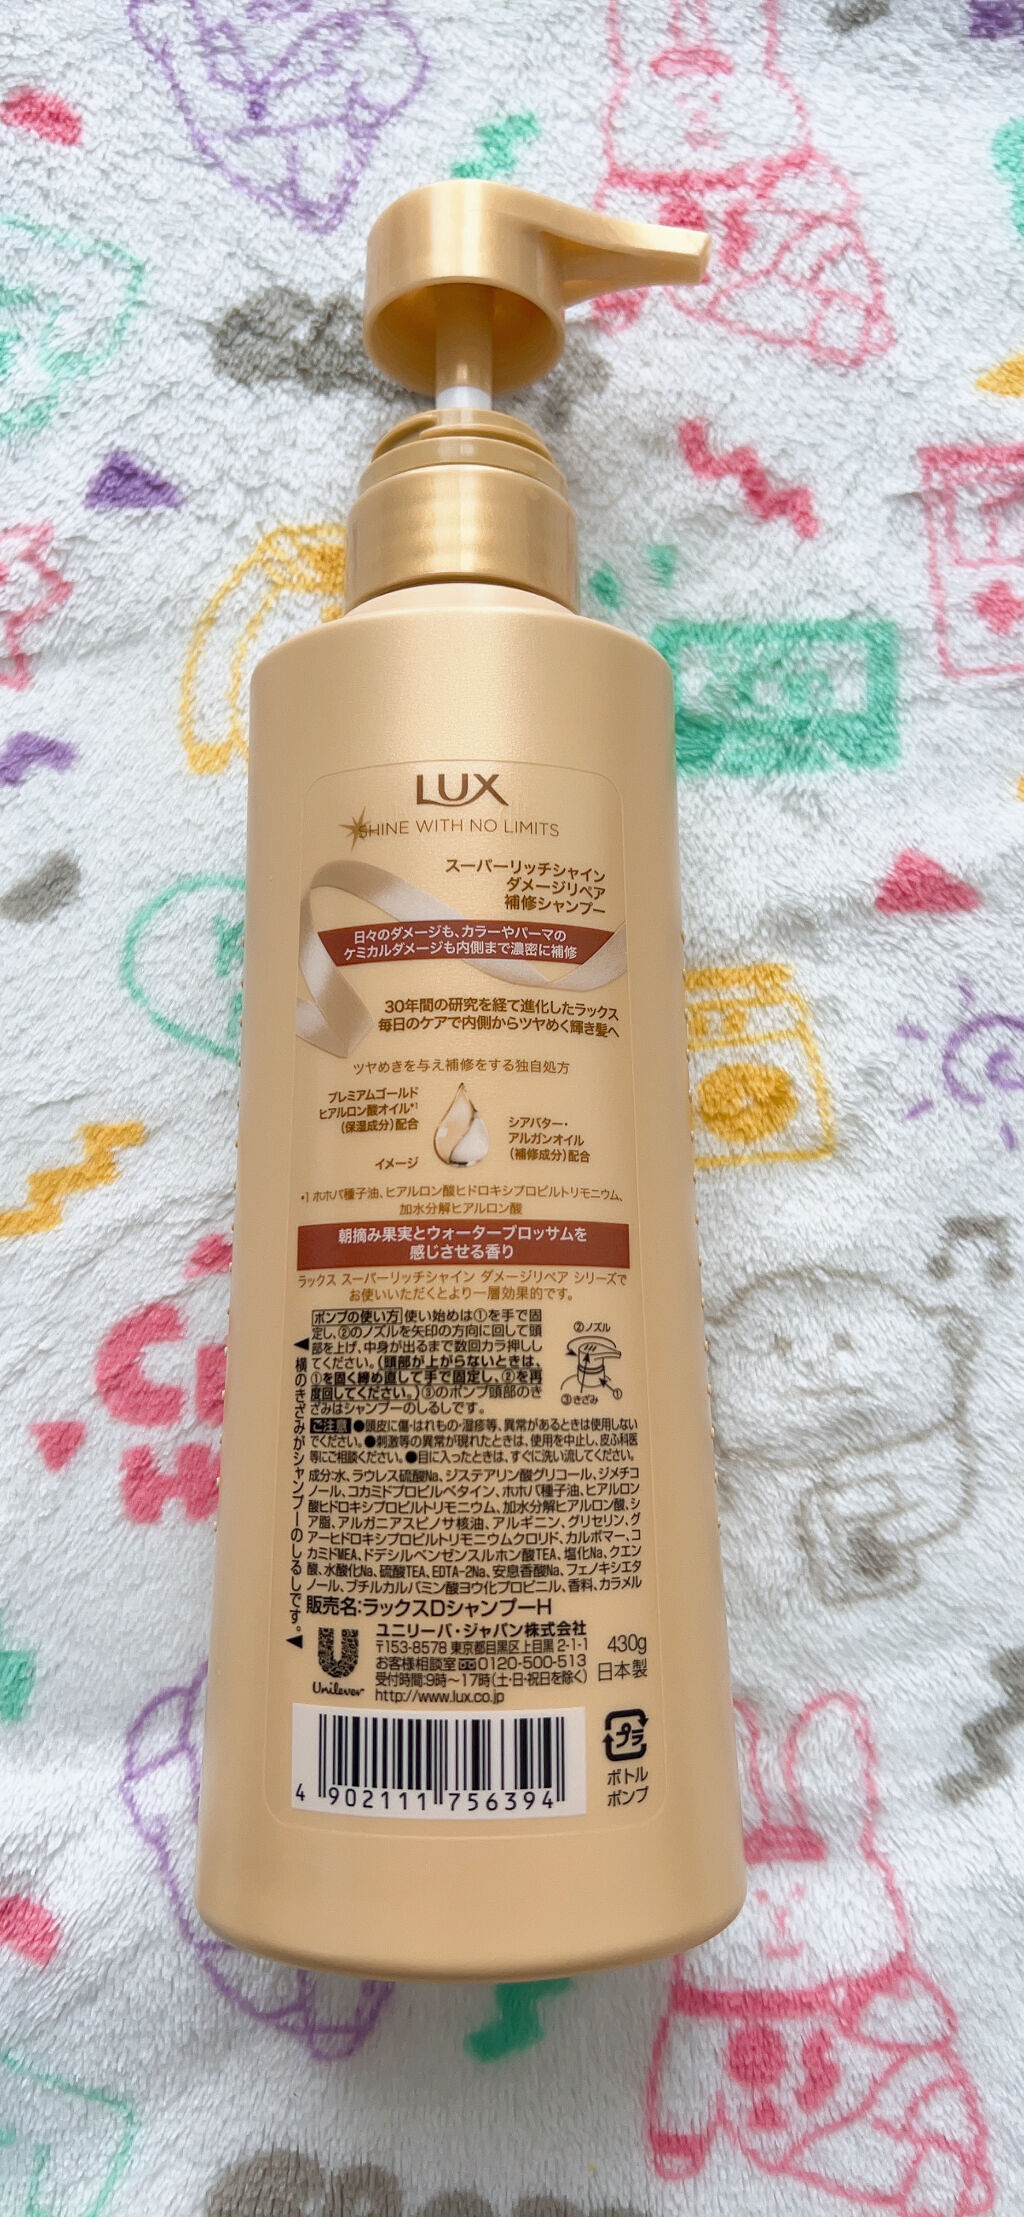 LUX
SHINE WITH NO LIMITS
スーパーリッチシャイン
ダメージリペア
補修シャンプー
日々のダメージも、カラーやパーマの
ケミカルダメージも内側まで濃密に補修
30年間の研究を経て進化したラックス
毎日のケアで内側からツヤめく輝き髪へ
ツヤめきを与え補修をする独自処方
プレミアムゴールド
ヒアルロン酸オイル*1
(保湿成分)配合
シアバター・
アルガンオイル
(補修成分)配合
イメージ
*1 ホホバ種子油、ヒアルロン酸ヒドロキシプロピルトリモニウム、
加水分解ヒアルロン酸
朝摘み果実とウォーターブロッサムを
感じさせる香り
ラックス スーパーリッチシャイン ダメージリペア シリーズで
お使いいただくとより一層効果的です。
ポンプの使い方 使い始めは①を手で固
定し、②のノズルを矢印の方向に回して頭
部を上げ、中身が出るまで数回カラ押しし
てください。(頭部が上がらないときは、
①を固く締め直して手で固定し、②を再
度回してください。)③のポンプ頭部のき
ざみはシャンプーのしるしです。
②ノズル
③きざみ
①
◀横のきざみがシャンプーのしるしです。◀
ご注意 ●頭皮に傷・はれもの・湿疹等、異常があるときは使用しない
でください。●刺激等の異常が現れたときは、使用を中止し、皮ふ科医
等にご相談ください。●目に入ったときは、すぐに洗い流してください。
成分:水、ラウレス硫酸Na、ジステアリン酸グリコール、ジメチコ
ノール、コカミドプロピルベタイン、ホホバ種子油、ヒアルロン
酸ヒドロキシプロピルトリモニウム、加水分解ヒアルロン酸、シ
ア脂、アルガニアスピノサ核油、アルギニン、グリセリン、グ
アーヒドロキシプロピルトリモニウムクロリド、カルボマー、コ
カミドMEA、ドデシルベンゼンスルホン酸TEA、塩化Na、クエン
酸、水酸化Na、硫酸TEA、EDTA-2Na、安息香酸Na、フェノキシエタ
ノール、ブチルカルバミン酸ヨウ化プロピニル、香料、カラメル
販売名:ラックスDシャンプーH
Unilever
ユニリーバ・ジャパン株式会社
〒153-8578 東京都目黒区上目黒 2-1-1
お客様相談室 0120-500-513
受付時間:9時〜17時(土・日・祝日を除く)
http://www.lux.co.jp
430g
日本製
4 902111 756394
プラ
ボトル
ポンプ